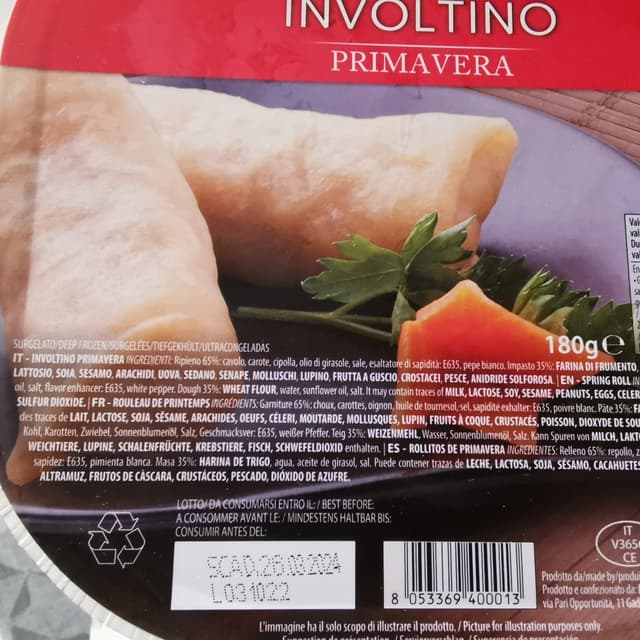 INVOLTINO
PRIMAVERA
180g e
SURGELATO/DEEP FROZEN/SURGELÉES/TIEFGEKHÜLT/ULTRACONGELADAS
IT - INVOLTINO PRIMAVERA INGREDIENTI: Ripieno 65%: cavolo, carote, cipolla, olio di girasole, sale, esaltatore di sapidità: E635, pepe bianco. Impasto 35%: FARINA DI FRUMENTO,
LATTOSIO, SOIA, SÉSAMO, ARACHIDI, UOVA, SEDANO, SENAPE, MOLLUSCHI, LUPINO, FRUTTA A GUSCIO, CROSTACEI, PESCE, ANIDRIDE SOLFOROSA. | EN - SPRING ROLL
oil, salt, flavor enhancer: E635, white pepper. Dough 35%: WHEAT FLOUR, water, sunflower oil, salt. It may contain traces of MILK, LACTOSE, SOY, SESAME, PEANUTS, EGGS,
SULFUR DIOXIDE. | FR - ROULEAU DE PRINTEMPS INGRÉDIENTS: Garniture 65%: choux, carottes, oignon, huile de tournesol, sel, sapidite exhalter: E635, poivre blanc. Pâte 35%:
des traces de LAIT, LACTOSE, SOJA, SÉSAME, ARACHIDES, OEUFS, CÉLERI, MOUTARDE, MOLLUSQUES, LUPIN, FRUITS À COQUE, CRUSTACÉS, POISSON, DIOXYDE DE
Kohl, Karotten, Zwiebel, Sonnenblumenöl, Salz, Geschmacksver: E635, weißer Pfeffer. Teig 35%: WEIZENMEHL, Wasser, Sonnenblumenöl, Salz. Kann Spuren von MILCH,
WEICHTIERE, LUPINE, SCHALENFRÜCHTE, KREBSTIERE, FISCH, SCHWEFELDIOXID enthalten. | ES - ROLLITOS DE PRIMAVERA INGREDIENTES: Relleno 65%: repollo,
sapidez: E635, pimienta blanca. Masa 35%: HARINA DE TRIGO, agua, aceite de girasol, sal. Puede contener trazas de LECHE, LACTOSA, SOJA, SÉSAMO,
ALTRAMUZ, FRUTOS DE CÁSCARA, CRUSTÁCEOS, PESCADO, DIÓXIDO DE AZUFRE.
LOTTO/ DA CONSUMARSI ENTRO IL: / BEST BEFORE:
A CONSOMMER AVANT LE: / MINDESTENS HALTBAR BIS:
CONSUMIR ANTES DEL:
SCAD.26.03.2024
L031022
8 053369 400013
IT
CE
Prodotto da/made by/
Prodotto e confezionato da:
via Pari Opportunità, 11
L'immagine ha il solo scopo di illustrare il prodotto. / Picture for illustration purposes only.